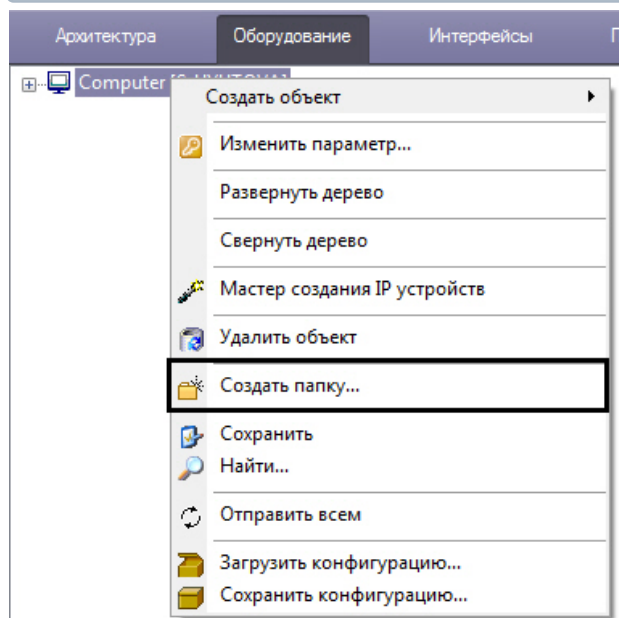 Архитектура Оборудование Интерфейсы
Computer
Создать объект
Изменить параметр...
Развернуть дерево
Свернуть дерево
Мастер создания IP устройств
Удалить объект
Создать папку...
Сохранить
Найти...
Отправить всем
Загрузить конфигурацию...
Сохранить конфигурацию...